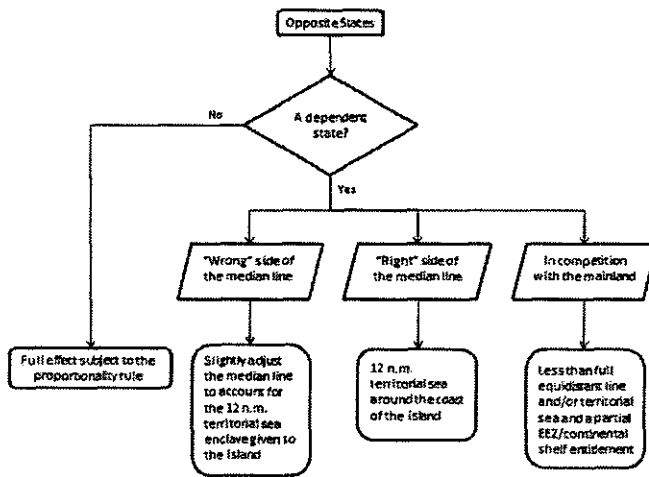 Opposite States
No
A dependent
state?
Yes
"Wrong" side of
the median line
"Right" side of
the median line
In competition
with the mainland
Full effect subject to the
proportionality rule
Slightly adjust
the median line
to account for
the 12 n.m.
territorial sea
enclave given to
the island
12 n.m.
territorial sea
around the coast
of the island
Less than full
equidistant line
and/or territorial
sea and a partial
EEZ/continental
shelf entitlement